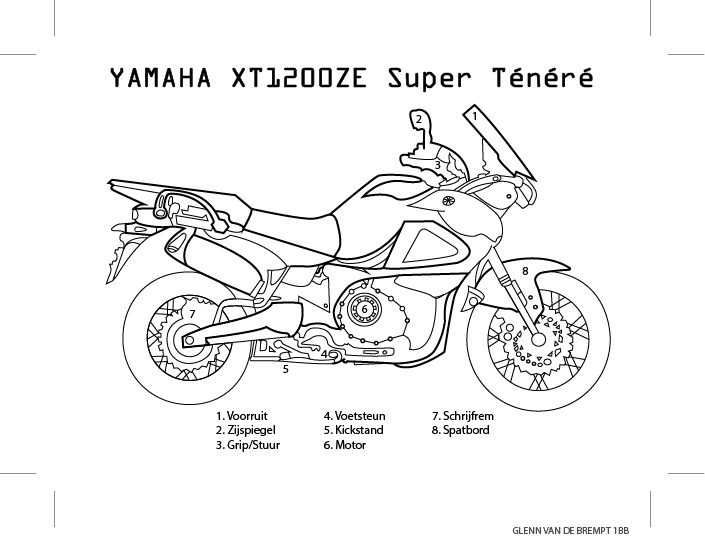 YAMAHA XT1200ZE Super Ténéré
1
2
3
4
5
6
7
8
1. Voorruit
2. Zijspiegel
3. Grip/Stuur
4. Voetsteun
5. Kickstand
6. Motor
7. Schrijfrem
8. Spatbord
GLENN VAN DE BREMPT 1BB